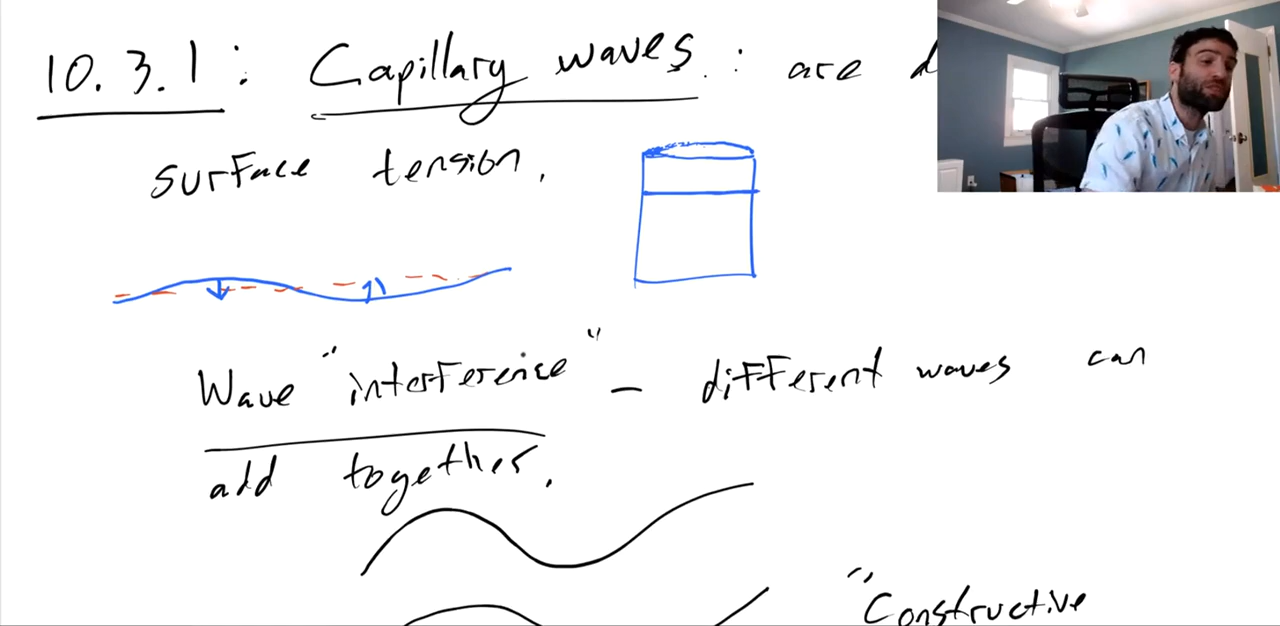 10.3.1: Capillary waves: are d
surface tension.
Wave "interference" – different waves can
add together.
"Constructive